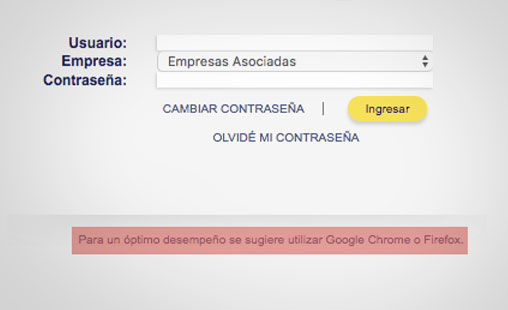 Usuario:
Empresa: Empresas Asociadas
Contraseña:
CAMBIAR CONTRASEÑA | Ingresar
OLVIDÉ MI CONTRASEÑA
Para un óptimo desempeño se sugiere utilizar Google Chrome o Firefox.